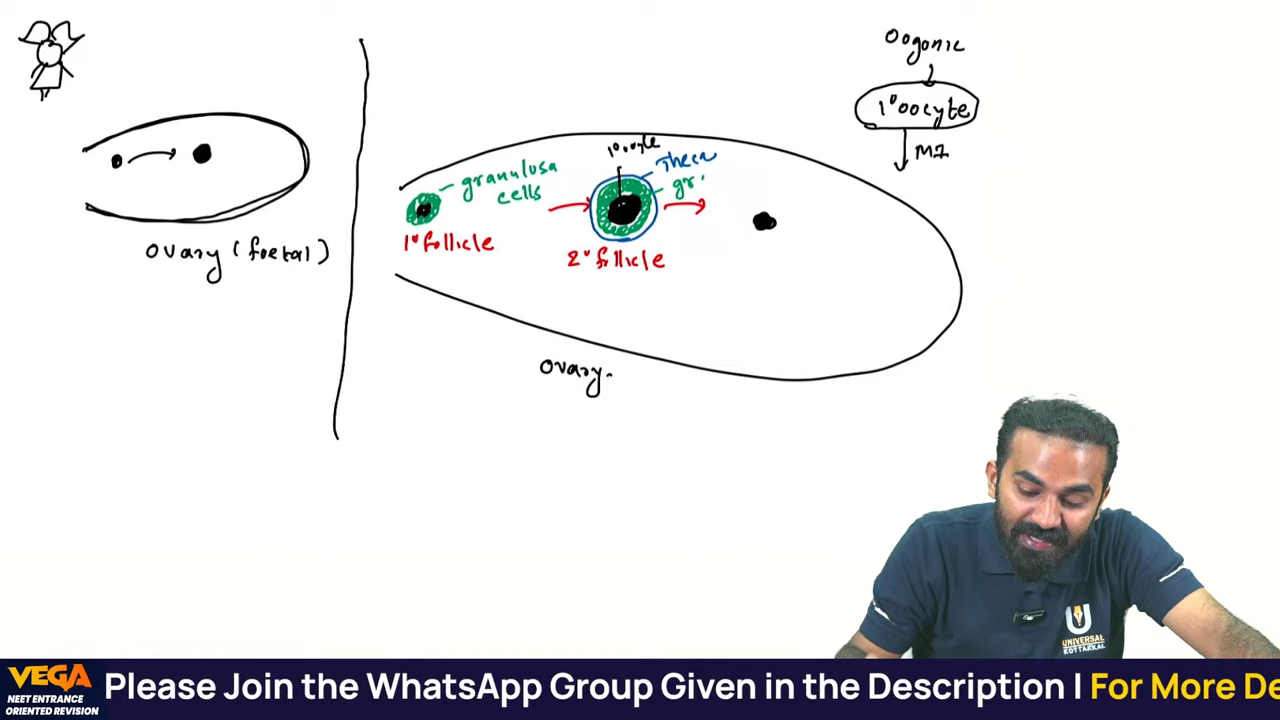 Oogonic
1°oocyte
MI
ovary (foetal)
granulosa
cells
1° follicle
1°oocyte
Theca
gr.
2° follicle
ovary.
U
UNIVERSAL
KOTTAKKAL
VEGA
NEET ENTRANCE
ORIENTED REVISION
Please Join the WhatsApp Group Given in the Description | For More De